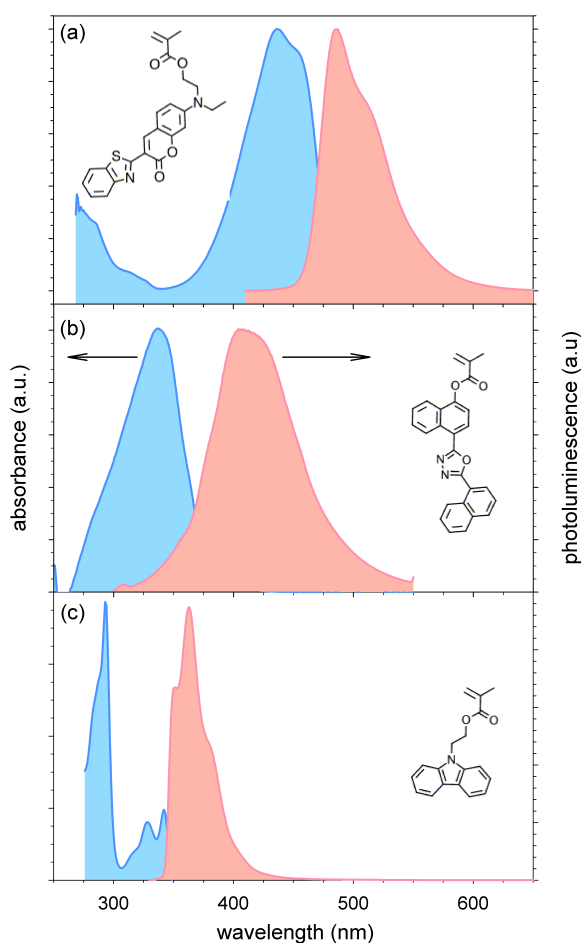 (a)
O
O
N
S
N
O
O
(b)
O
O
N
O
N
(c)
O
O
N
absorbance (a.u.)
photoluminescence (a.u)
300 400 500 600
wavelength (nm)